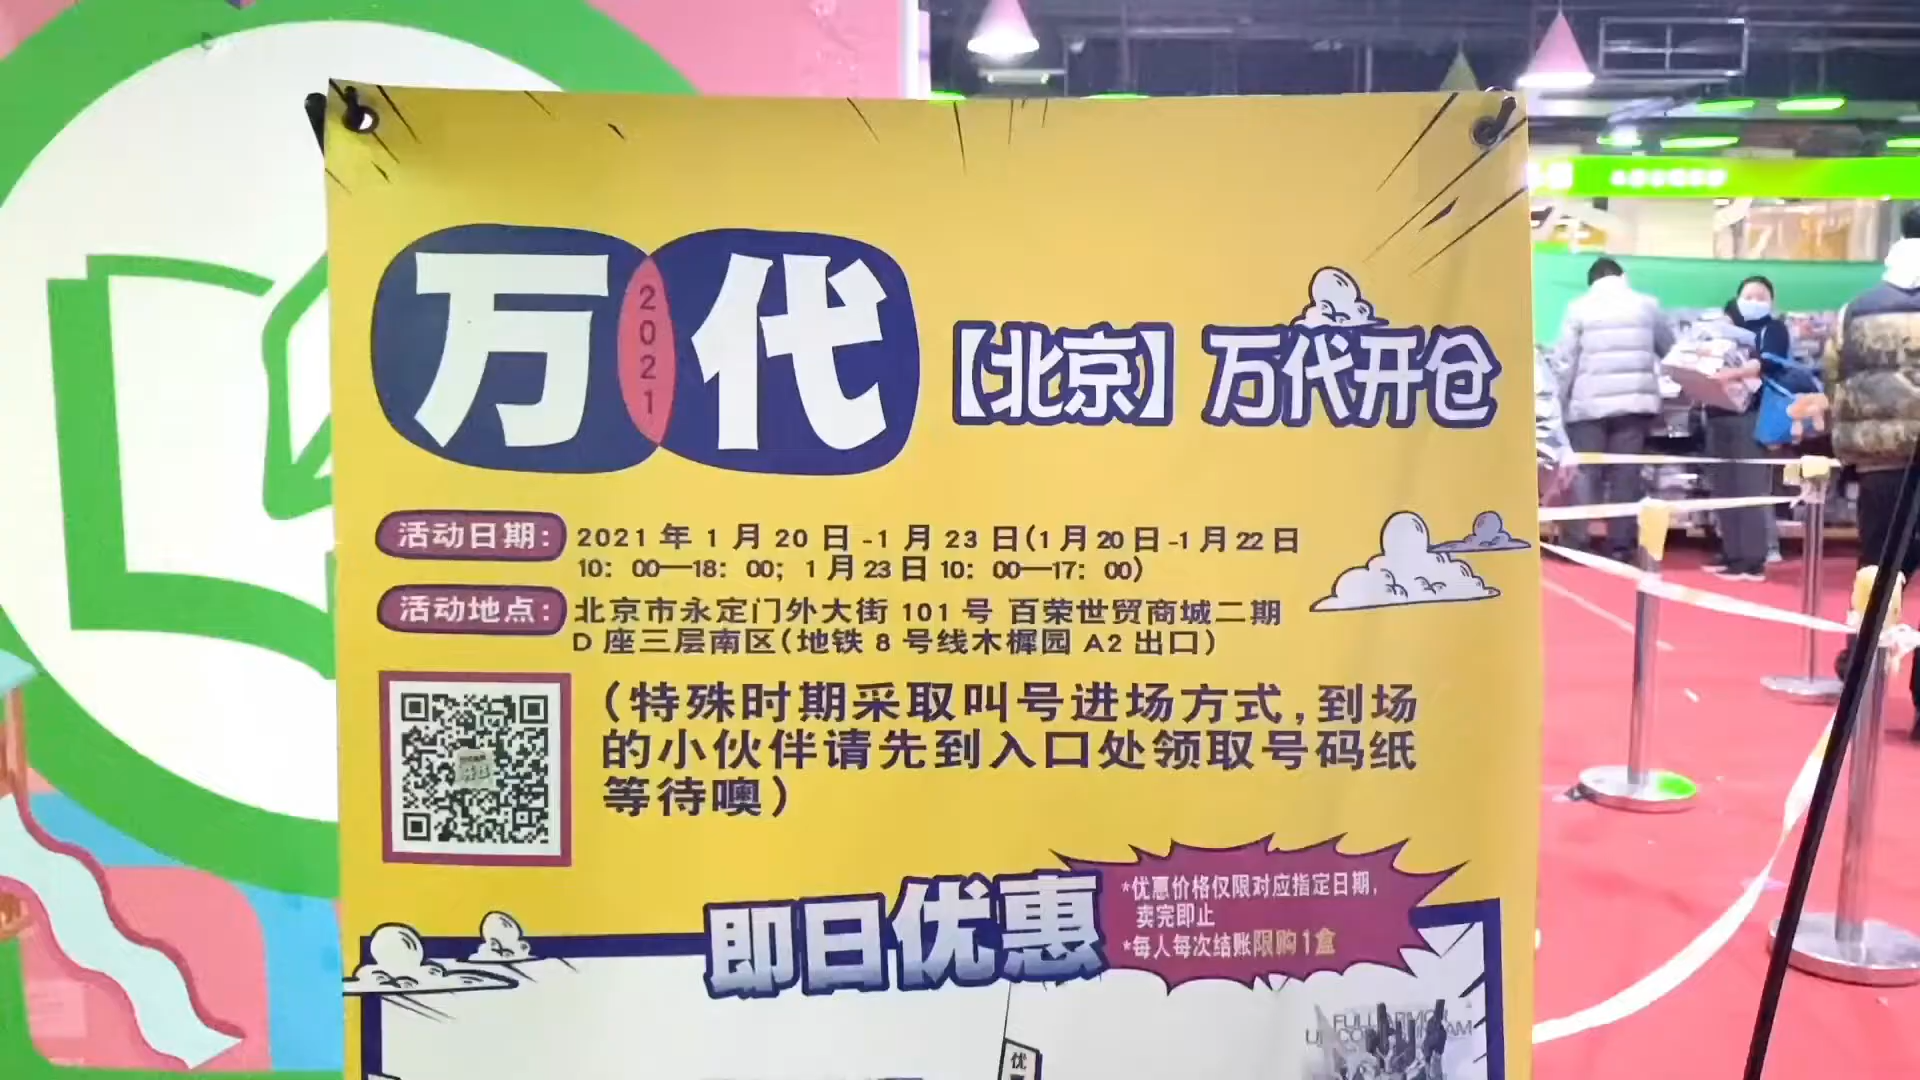 万 2021 代
【北京】万代开仓
活动日期：2021 年 1 月 20 日 -1 月 23 日(1 月 20 日 -1 月 22 日
10：00—18：00；1 月 23 日 10：00—17：00)
活动地点：北京市永定门外大街 101 号 百荣世贸商城二期
D 座三层南区(地铁 8 号线木樨园 A2 出口)
（特殊时期采取叫号进场方式,到场
的小伙伴请先到入口处领取号码纸
等待噢）
即日优惠
*优惠价格仅限对应指定日期，
卖完即止
*每人每次结账限购1盒
FULL ARMOR
优